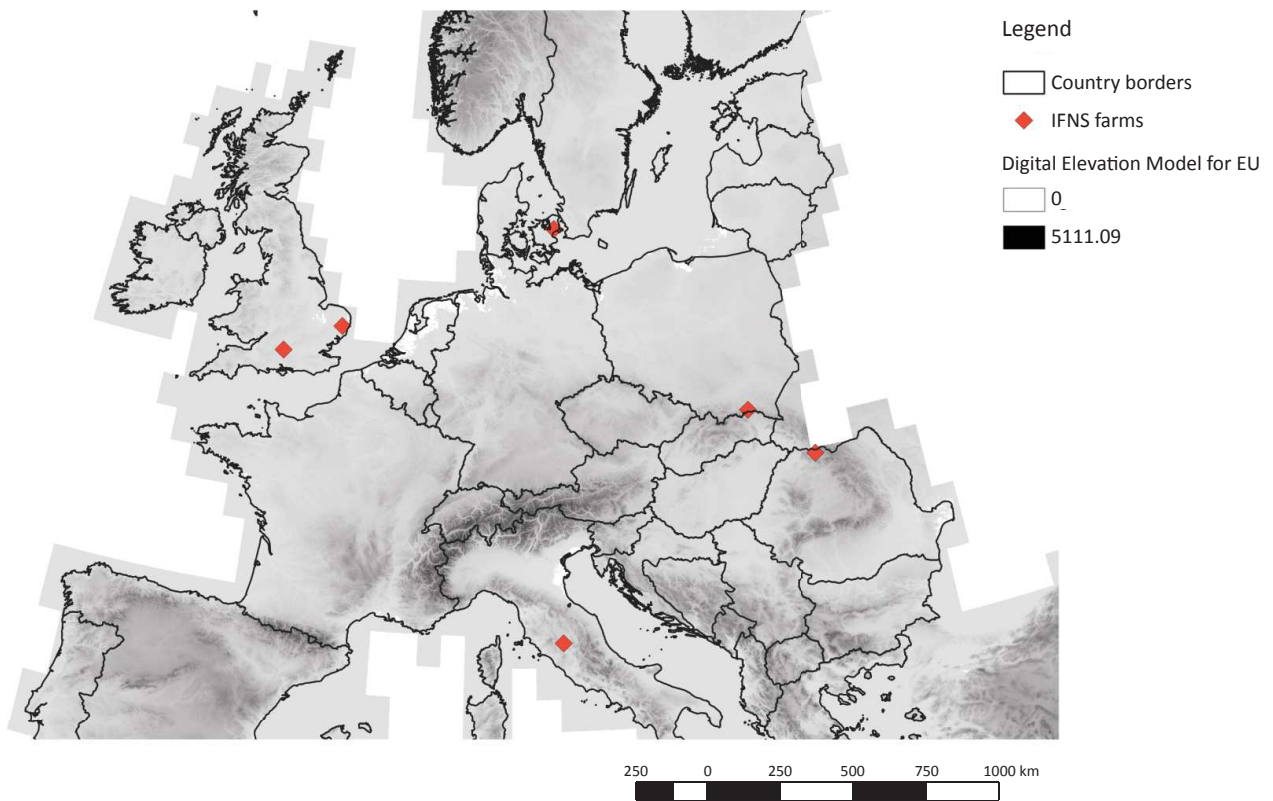 Legend
Country borders
IFNS farms
Digital Elevation Model for EU
0_
5111.09
250 0 250 500 750 1000 km